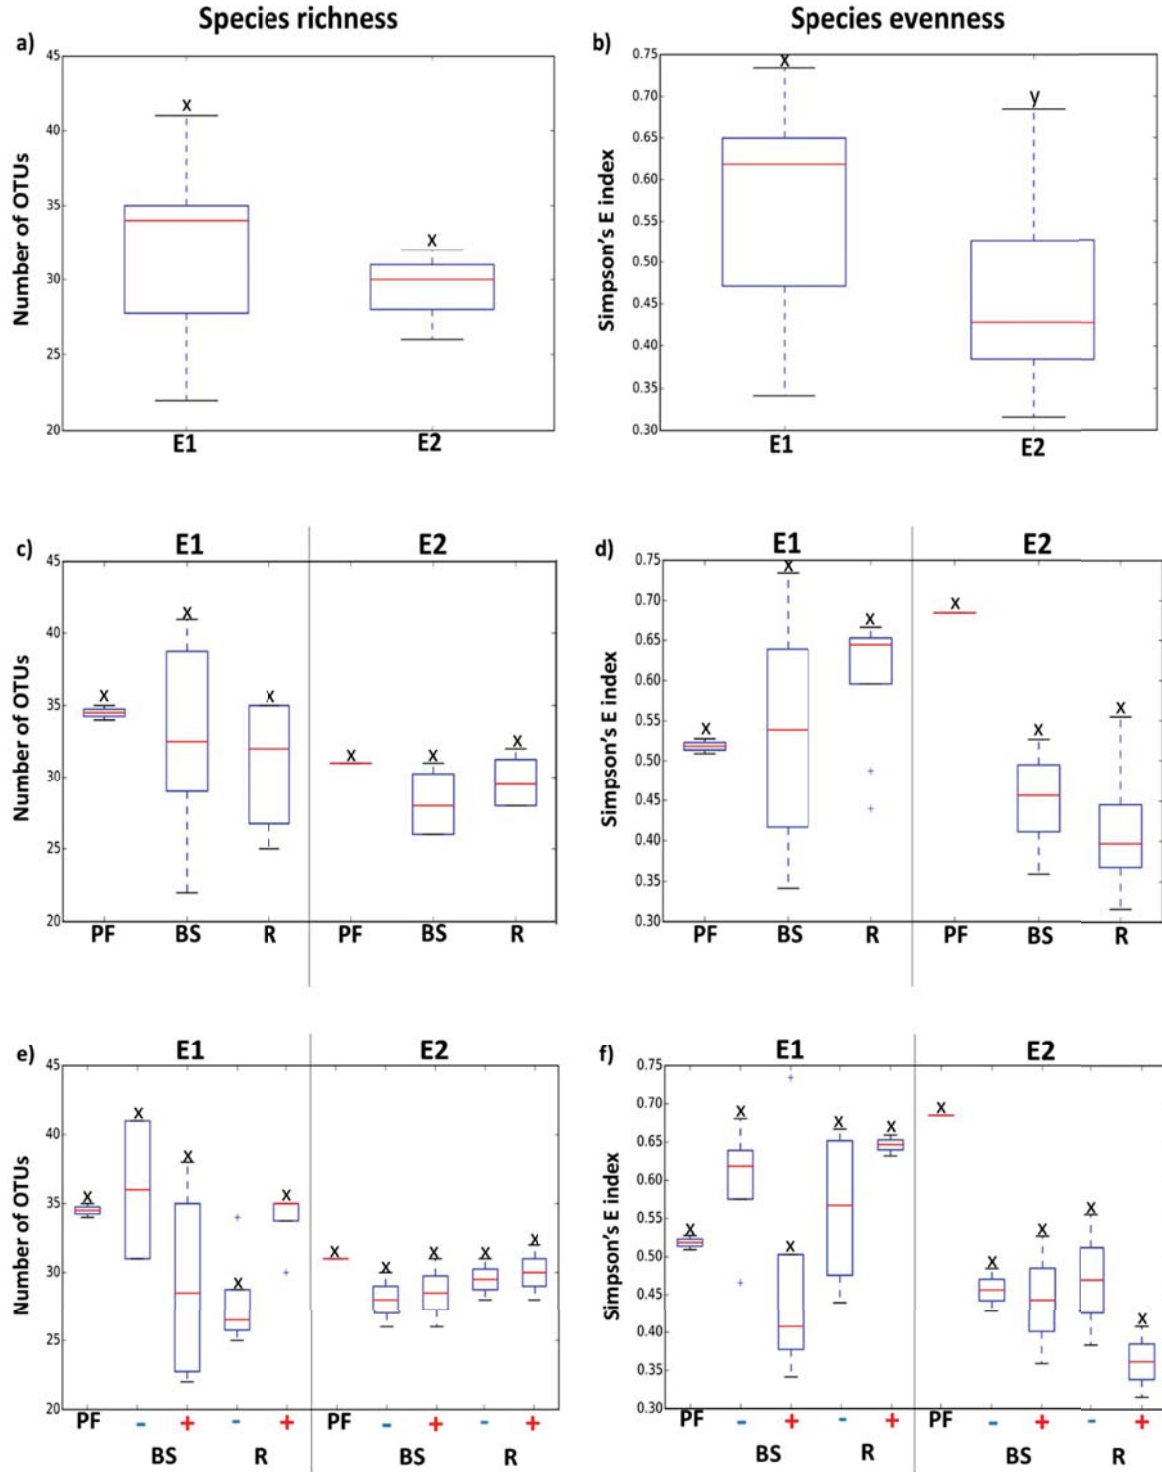 Species richness
Species evenness
a)
45
40
35
30
25
20
Number of OTUs
x
x
E1
E2
b)
0.75
0.70
0.65
0.60
0.55
0.50
0.45
0.40
0.35
0.30
Simpson's E index
x
y
E1
E2
c)
E1
E2
45
40
35
30
25
20
Number of OTUs
X
X
X
X
X
X
PF
BS
R
PF
BS
R
d)
E1
E2
0.75
0.70
0.65
0.60
0.55
0.50
0.45
0.40
0.35
0.30
Simpson's E index
X
X
X
X
X
X
PF
BS
R
PF
BS
R
e)
E1
E2
45
40
35
30
25
20
Number of OTUs
X
X
X
X
X
X
X
X
X
X
PF - + - + PF - + - +
BS R BS R
f)
E1
E2
0.75
0.70
0.65
0.60
0.55
0.50
0.45
0.40
0.35
0.30
Simpson's E index
X
X
X
X
X
X
X
X
X
X
PF - + - + PF - + - +
BS R BS R